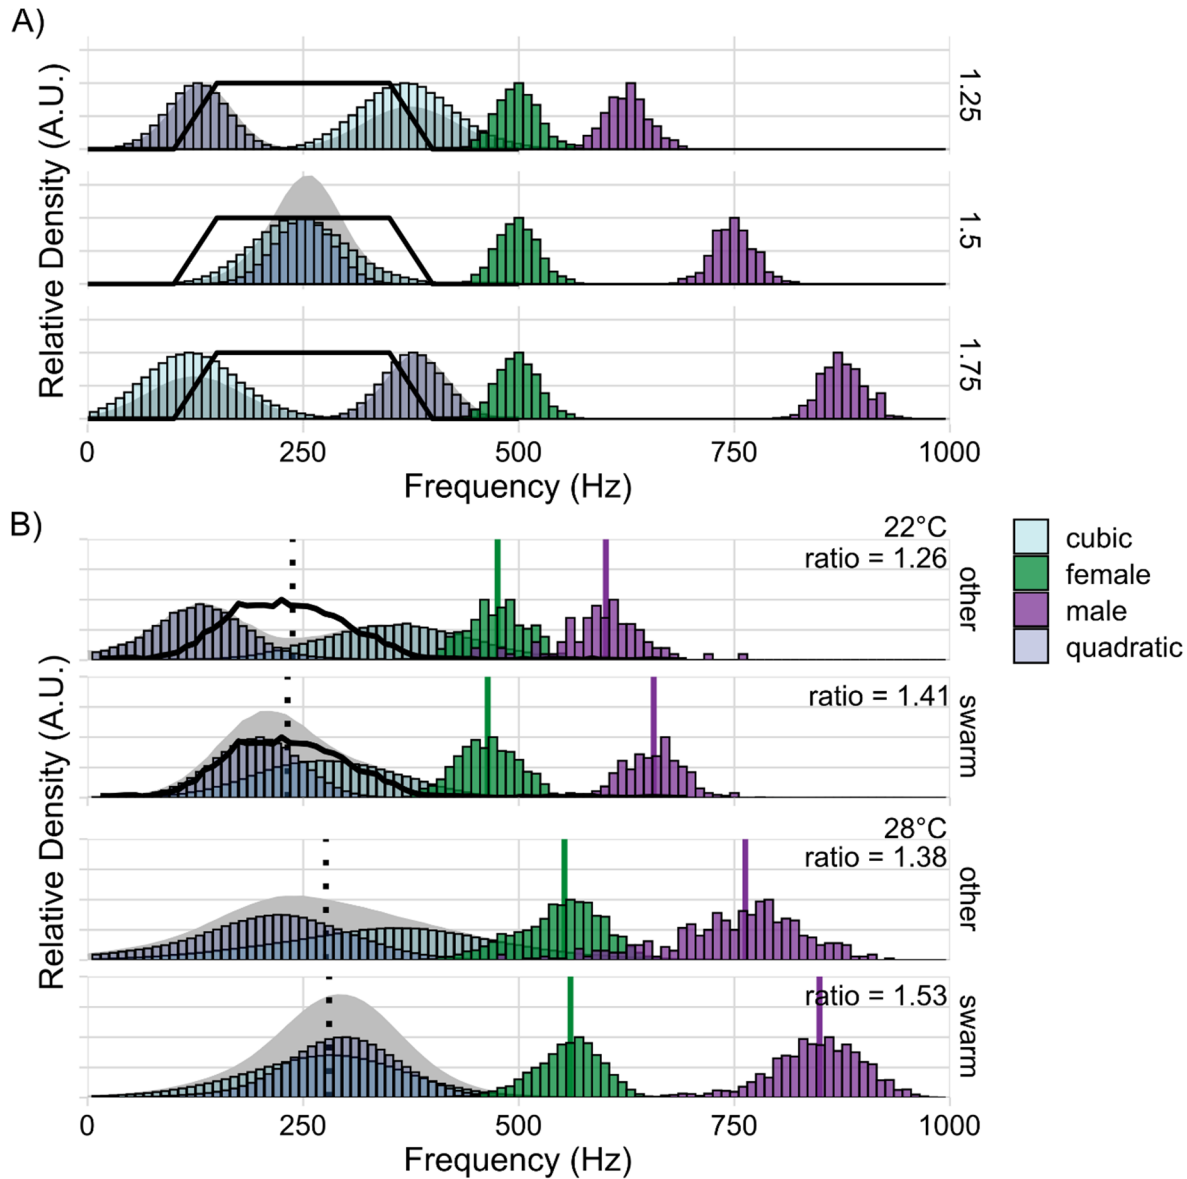 A)
Relative Density (A.U.)
1.25
1.5
1.75
0 250 500 750 1000
Frequency (Hz)
B)
Relative Density (A.U.)
22°C
ratio = 1.26
other
ratio = 1.41
swarm
28°C
ratio = 1.38
other
ratio = 1.53
swarm
0 250 500 750 1000
Frequency (Hz)
cubic
female
male
quadratic